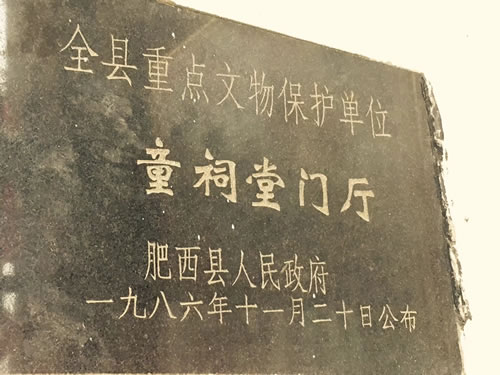 全县重点文物保护单位
童祠堂门厅
肥西县人民政府
一九八六年十一月二十日公布